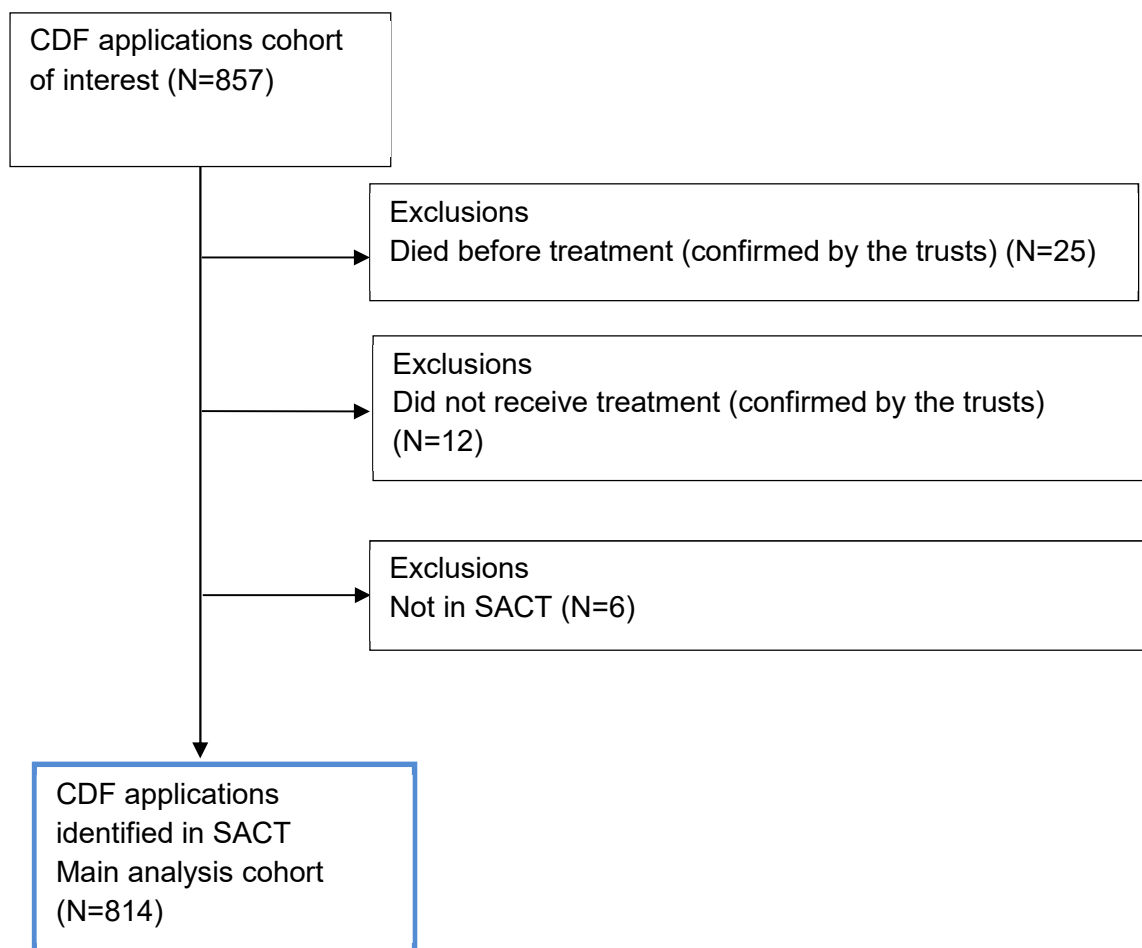 CDF applications cohort
of interest (N=857)
Exclusions
Died before treatment (confirmed by the trusts) (N=25)
Exclusions
Did not receive treatment (confirmed by the trusts)
(N=12)
Exclusions
Not in SACT (N=6)
CDF applications
identified in SACT
Main analysis cohort
(N=814)